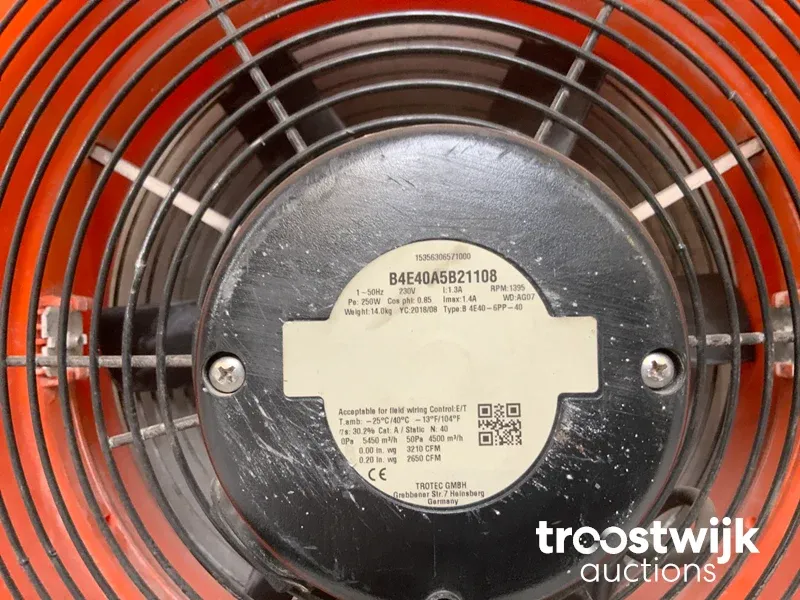 15356306571000
B4E40A5B21108
1~50Hz 230V I:1.3A RPM:1395
Pe: 250W Cos phi: 0.85 Imax:1.4A WD:AG07
Weight:14.0kg YC:2018/08 Type:B 4E40-6PP-40
Acceptable for field wiring Control:E/T
T.amb: -25°C/40°C -13°F/104°F
ηs: 30.2% Cat: A / Static N: 40
0Pa 5450 m³/h 50Pa 4500 m³/h
0.00 in. wg 3210 CFM
0.20 in. wg 2650 CFM
CE
TROTEC GMBH
Grebbener Str.7 Heinsberg
Germany
troostwijk
auctions